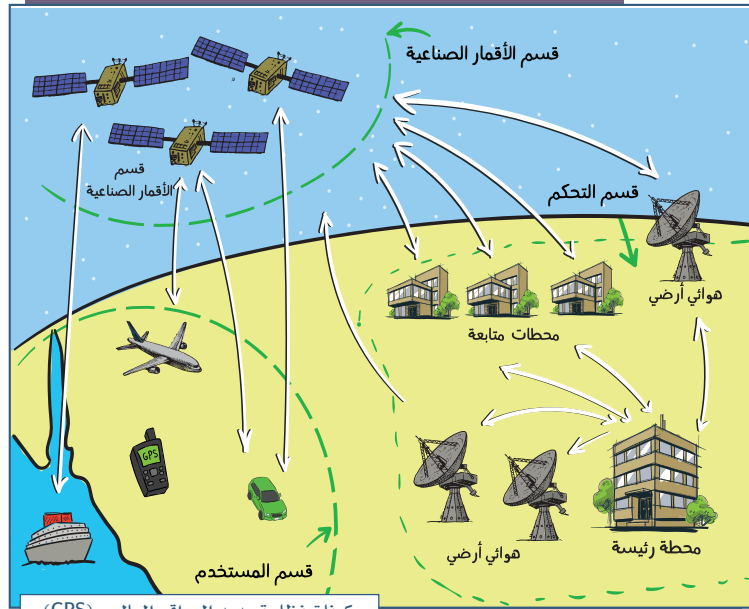 قسم الأقمار الصناعية
قسم
الأقمار الصناعية
قسم التحكم
هوائي أرضي
محطات متابعة
GPS
هوائي أرضي
محطة رئيسة
قسم المستخدم
(GPS)